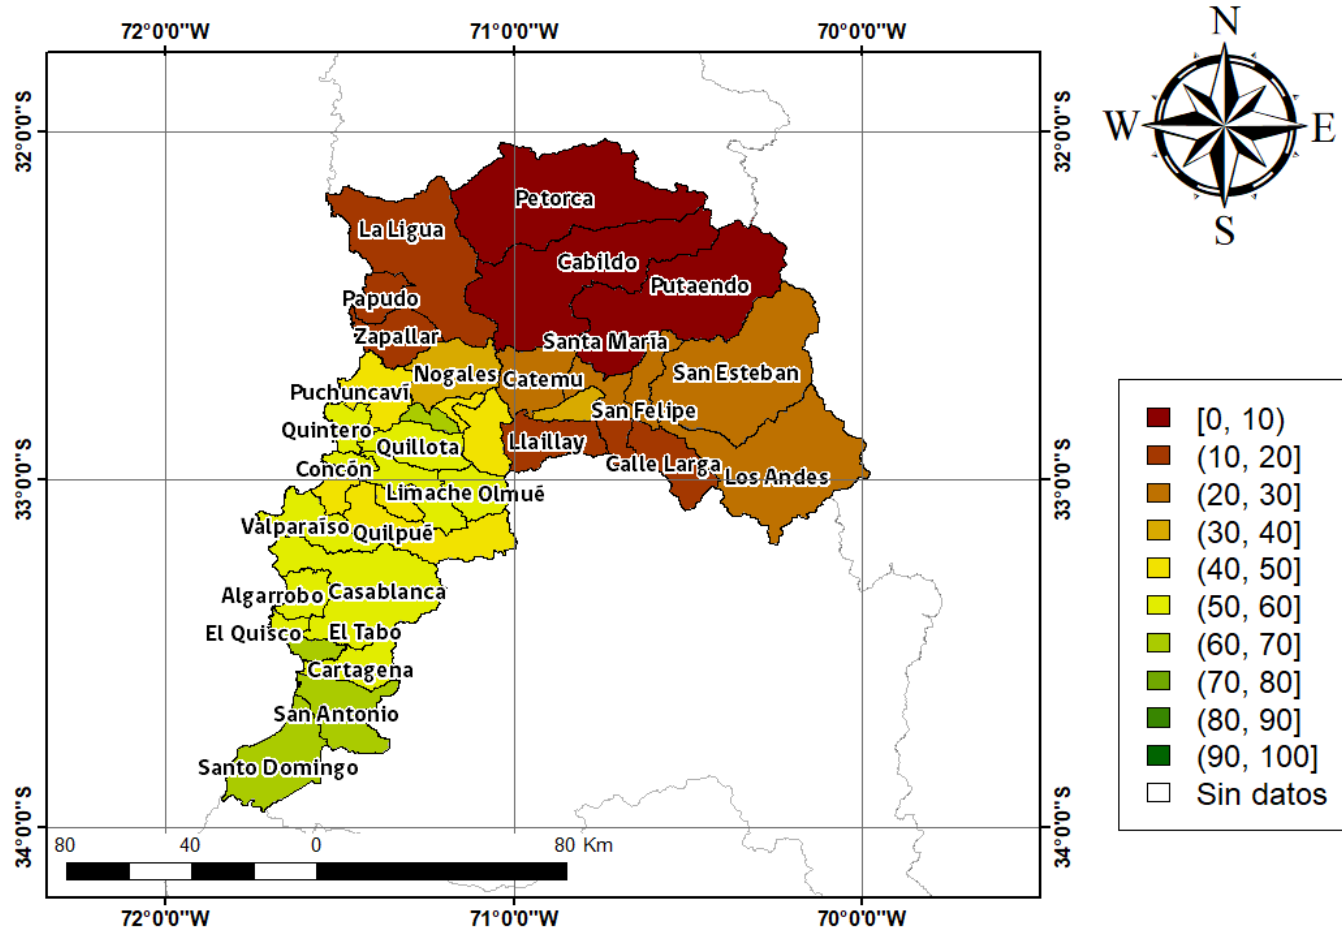 72°0'0"W 71°0'0"W 70°0'0"W
N
W E
S
32°0'0"S 32°0'0"S
Petorca
La Ligua
Cabildo
Putaendo
Papudo
Zapallar
Santa María
Nogales
Catemu
San Esteban
Puchuncaví
San Felipe
Quintero
Quillota
Llaillay
Concón
Calle Larga
Los Andes
33°0'0"S 33°0'0"S
Limache
Olmué
Valparaíso
Quilpué
Algarrobo
Casablanca
El Quisco
El Tabo
Cartagena
San Antonio
Santo Domingo
34°0'0"S 34°0'0"S
80 40 0 80 Km
72°0'0"W 71°0'0"W 70°0'0"W
[0, 10)
(10, 20]
(20, 30]
(30, 40]
(40, 50]
(50, 60]
(60, 70]
(70, 80]
(80, 90]
(90, 100]
Sin datos